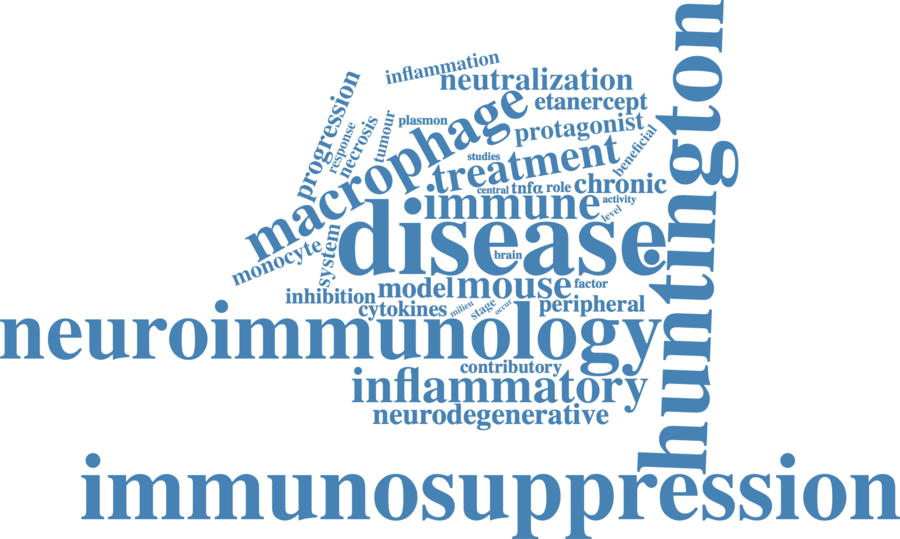 inflammation
neutralization
huntington
progression
etanercept
macrophage
plasmon
tumour
response
necrosis
protagonist
beneficial
studies
treatment
central
tnfα
role
chronic
immune
activity
level
disease
monocyte
system
brain
model
mouse
factor
inhibition
cytokines
milieu
stage
occur
peripheral
neuroimmunology
contributory
inflammatory
neurodegenerative
immunosuppression